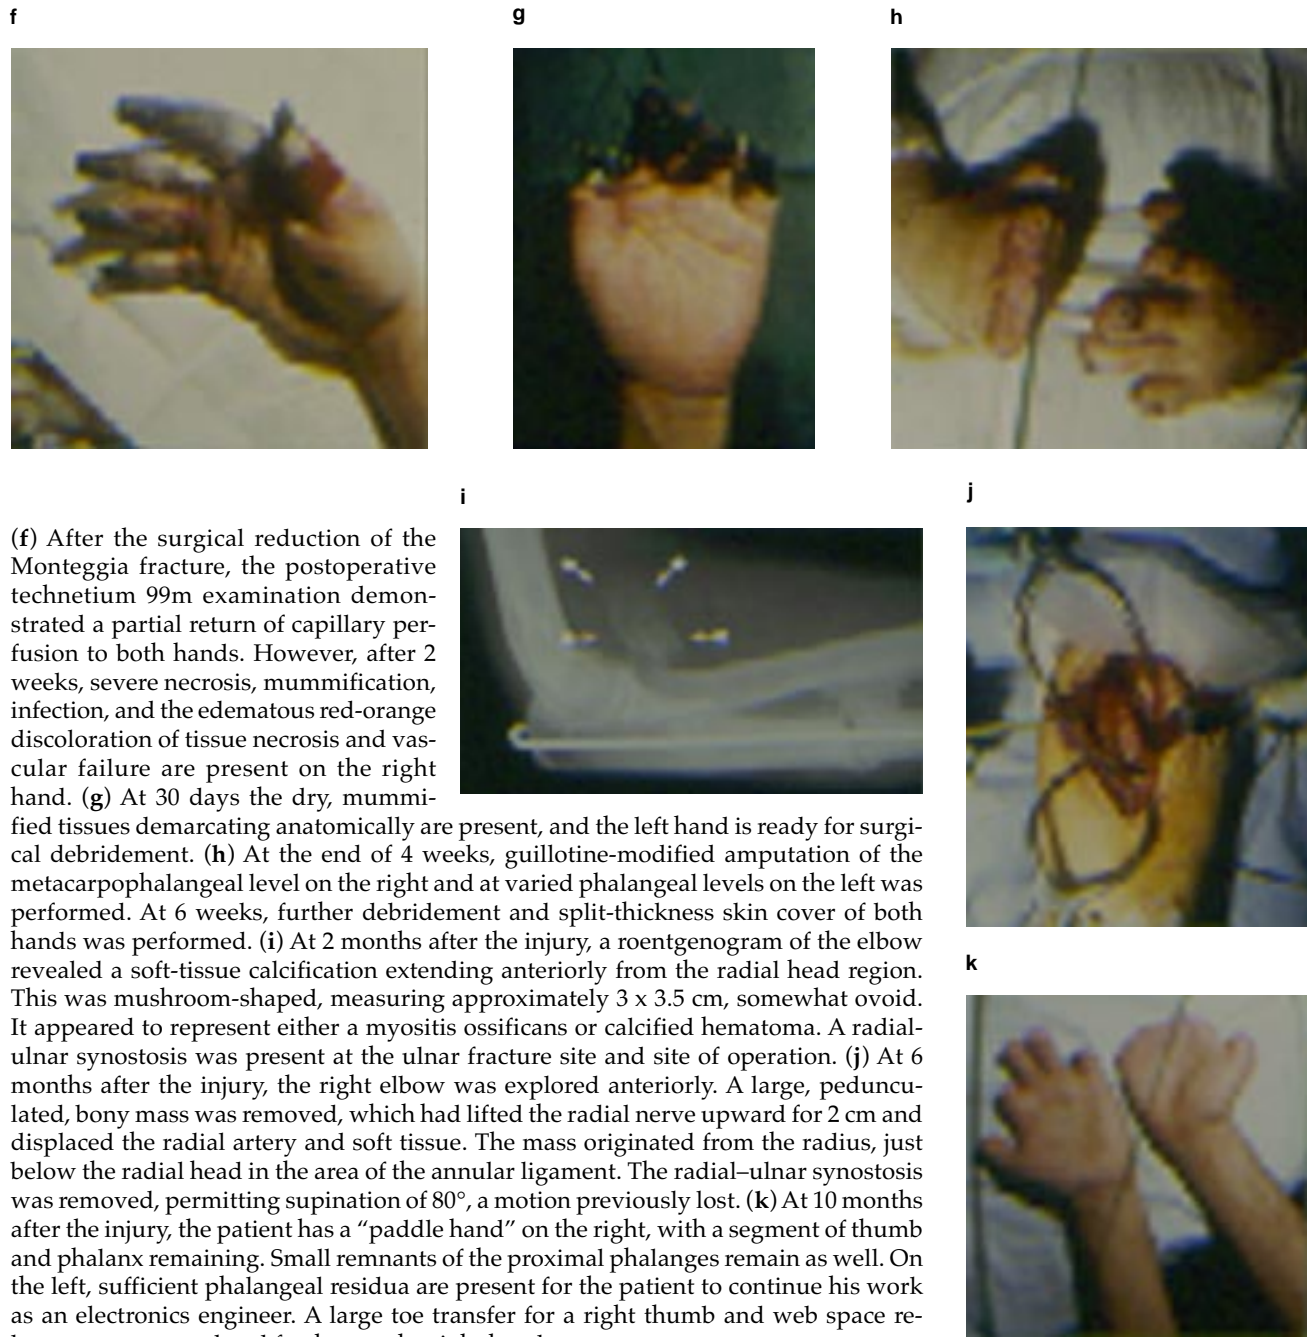 f
g
h
i
j
(f) After the surgical reduction of the
Monteggia fracture, the postoperative
technetium 99m examination demon-
strated a partial return of capillary per-
fusion to both hands. However, after 2
weeks, severe necrosis, mummification,
infection, and the edematous red-orange
discoloration of tissue necrosis and vas-
cular failure are present on the right
hand. (g) At 30 days the dry, mummi-
fied tissues demarcating anatomically are present, and the left hand is ready for surgi-
cal debridement. (h) At the end of 4 weeks, guillotine-modified amputation of the
metacarpophalangeal level on the right and at varied phalangeal levels on the left was
performed. At 6 weeks, further debridement and split-thickness skin cover of both
hands was performed. (i) At 2 months after the injury, a roentgenogram of the elbow
revealed a soft-tissue calcification extending anteriorly from the radial head region.
This was mushroom-shaped, measuring approximately 3 x 3.5 cm, somewhat ovoid.
It appeared to represent either a myositis ossificans or calcified hematoma. A radial-
ulnar synostosis was present at the ulnar fracture site and site of operation. (j) At 6
months after the injury, the right elbow was explored anteriorly. A large, peduncu-
lated, bony mass was removed, which had lifted the radial nerve upward for 2 cm and
displaced the radial artery and soft tissue. The mass originated from the radius, just
below the radial head in the area of the annular ligament. The radial–ulnar synostosis
was removed, permitting supination of 80°, a motion previously lost. (k) At 10 months
after the injury, the patient has a “paddle hand” on the right, with a segment of thumb
and phalanx remaining. Small remnants of the proximal phalanges remain as well. On
the left, sufficient phalangeal residua are present for the patient to continue his work
as an electronics engineer. A large toe transfer for a right thumb and web space re-
k